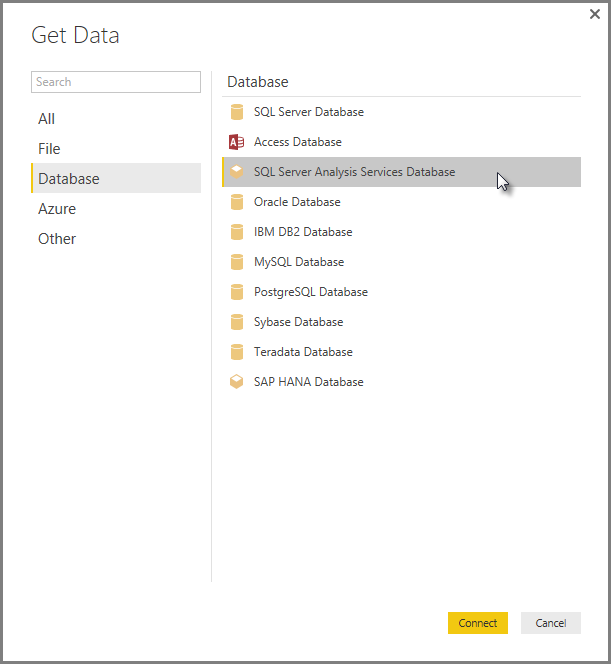 Get Data
Search
All
File
Database
Azure
Other
Database
SQL Server Database
Access Database
SQL Server Analysis Services Database
Oracle Database
IBM DB2 Database
MySQL Database
PostgreSQL Database
Sybase Database
Teradata Database
SAP HANA Database
Connect
Cancel